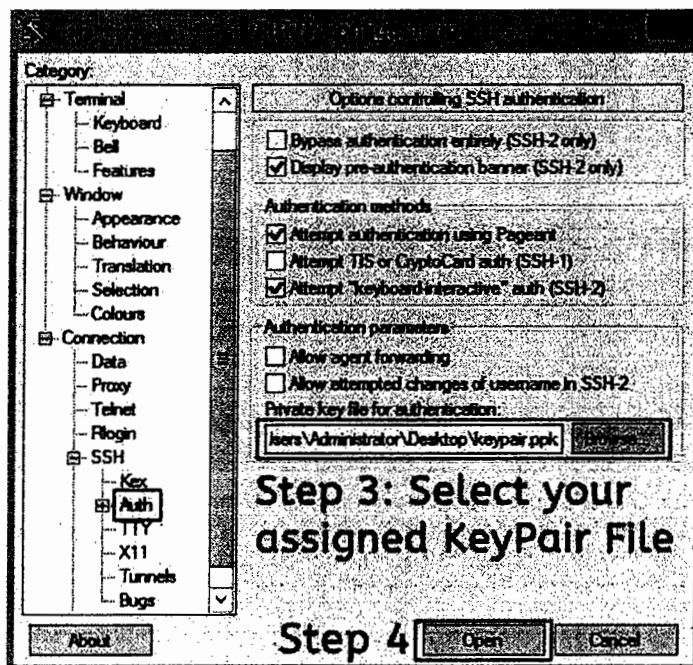 Category:
Terminal
Keyboard
Bell
Features
Window
Appearance
Behaviour
Translation
Selection
Colours
Connection
Data
Proxy
Telnet
Rlogin
SSH
Kex
Auth
TTY
X11
Tunnels
Bugs
Options controlling SSH authentication
Bypass authentication entirely (SSH-2 only)
Display pre-authentication banner (SSH-2 only)
Authentication methods
Attempt authentication using Pageant
Attempt TIS or CryptoCard auth (SSH-1)
Attempt "keyboard-interactive" auth (SSH-2)
Authentication parameters
Allow agent forwarding
Allow attempted changes of username in SSH-2
Private key file for authentication:
Jsers\Administrator\Desktop\keypair.ppk Browse...
Step 3: Select your
assigned KeyPair File
About
Step 4
Open
Cancel